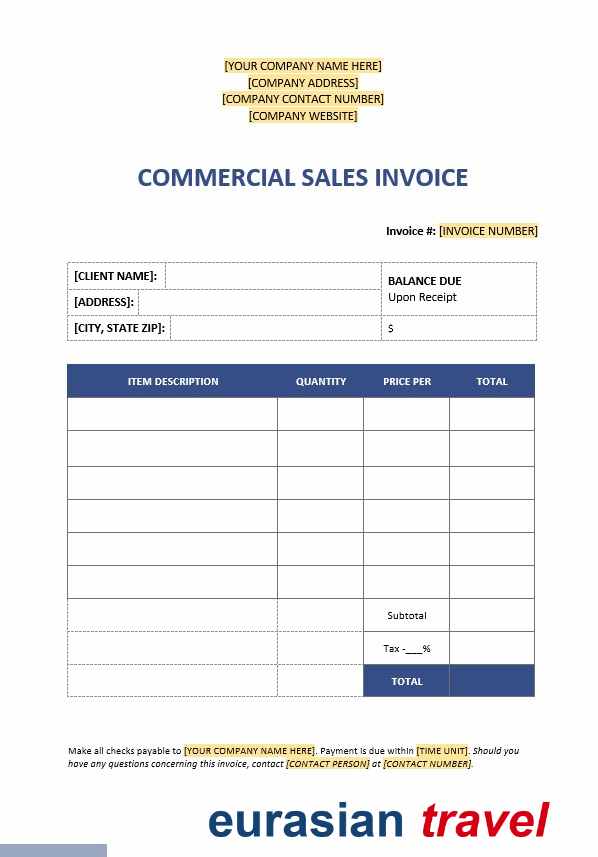 [YOUR COMPANY NAME HERE]
[COMPANY ADDRESS]
[COMPANY CONTACT NUMBER]
[COMPANY WEBSITE]
COMMERCIAL SALES INVOICE
Invoice #: [INVOICE NUMBER]
[CLIENT NAME]:
[ADDRESS]:
[CITY, STATE ZIP]:
BALANCE DUE
Upon Receipt
$
ITEM DESCRIPTION QUANTITY PRICE PER TOTAL
Subtotal
Tax -___%
TOTAL
Make all checks payable to [YOUR COMPANY NAME HERE]. Payment is due within [TIME UNIT]. Should you
have any questions concerning this invoice, contact [CONTACT PERSON] at [CONTACT NUMBER].
eurasian travel